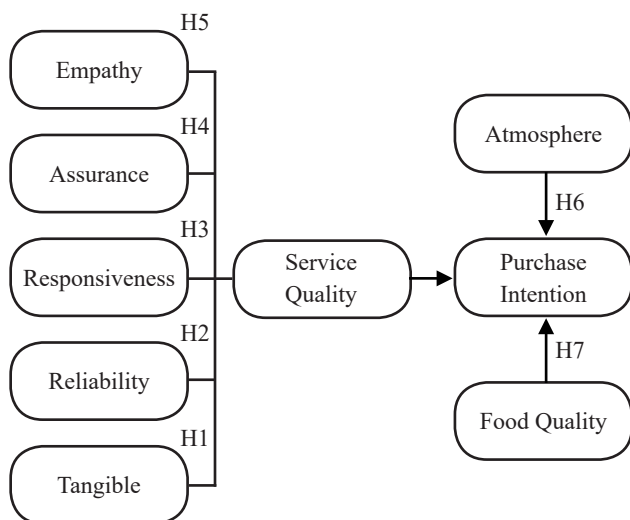 H5
Empathy
H4
Assurance
H3
Responsiveness
H2
Reliability
H1
Tangible
Service
Quality
Atmosphere
H6
Purchase
Intention
H7
Food Quality